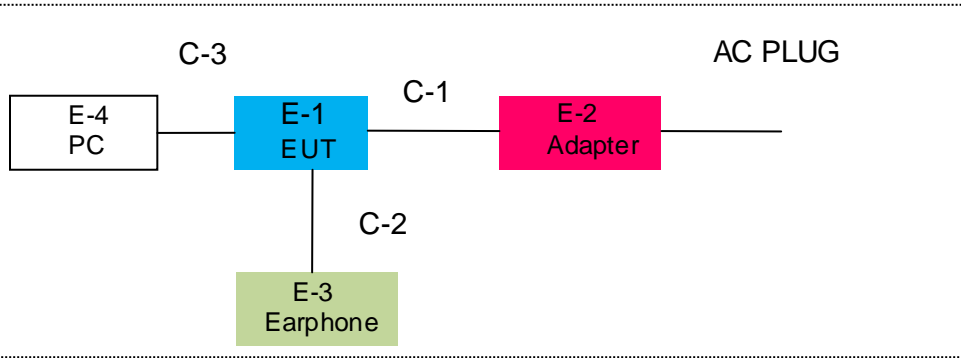 C-3
AC PLUG
C-1
E-4
PC
E-1
EUT
E-2
Adapter
C-2
E-3
Earphone